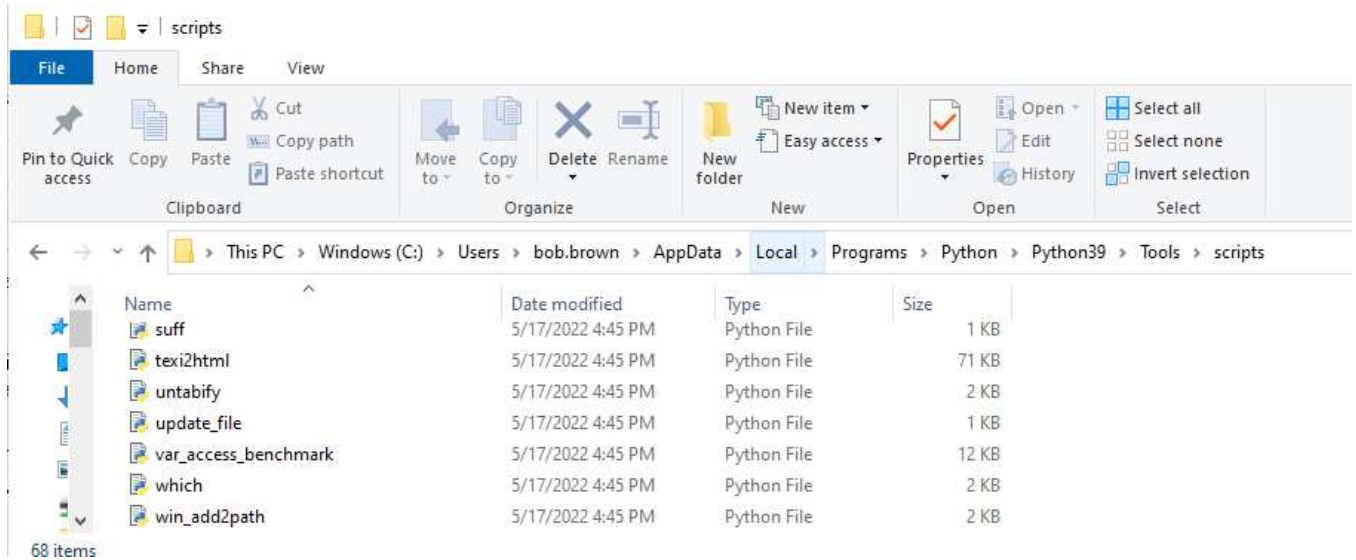 scripts
File Home Share View
Pin to Quick access
Copy
Paste
Cut
Copy path
Paste shortcut
Clipboard
Move to
Copy to
Delete
Rename
Organize
New folder
New item
Easy access
New
Properties
Open
Edit
History
Open
Select all
Select none
Invert selection
Select
This PC > Windows (C:) > Users > bob.brown > AppData > Local > Programs > Python > Python39 > Tools > scripts
Name Date modified Type Size
suff 5/17/2022 4:45 PM Python File 1 KB
texi2html 5/17/2022 4:45 PM Python File 71 KB
untabify 5/17/2022 4:45 PM Python File 2 KB
update_file 5/17/2022 4:45 PM Python File 1 KB
var_access_benchmark 5/17/2022 4:45 PM Python File 12 KB
which 5/17/2022 4:45 PM Python File 2 KB
win_add2path 5/17/2022 4:45 PM Python File 2 KB
68 items